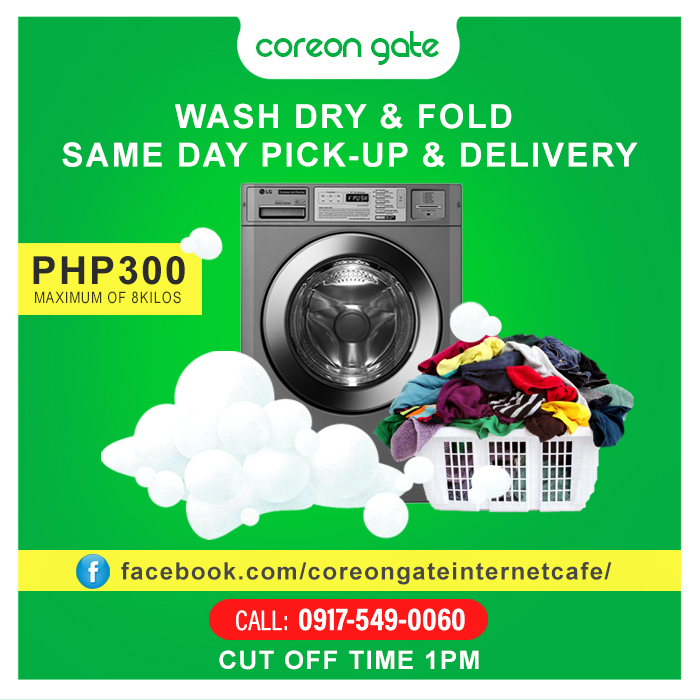 coreon gate
WASH DRY & FOLD
SAME DAY PICK-UP & DELIVERY
LG
PHP300
MAXIMUM OF 8KILOS
facebook.com/coreongateinternetcafe/
CALL: 0917-549-0060
CUT OFF TIME 1PM